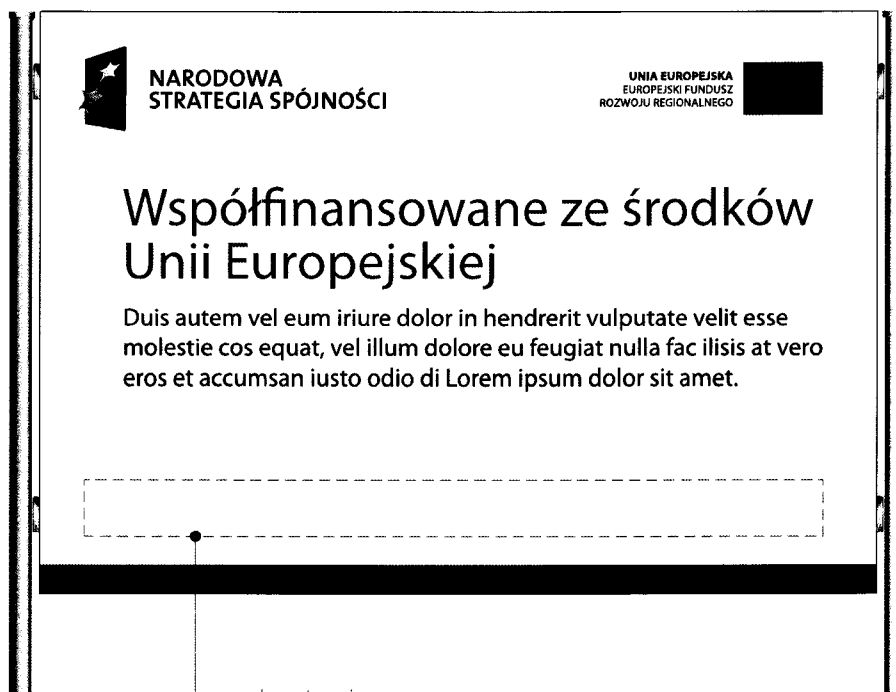 NARODOWA
STRATEGIA SPÓJNOŚCI
UNIA EUROPEJSKA
EUROPEJSKI FUNDUSZ
ROZWOJU REGIONALNEGO
Współfinansowane ze środków
Unii Europejskiej
Duis autem vel eum iriure dolor in hendrerit vulputate velit esse
molestie cos equat, vel illum dolore eu feugiat nulla fac ilisis at vero
eros et accumsan iusto odio di Lorem ipsum dolor sit amet.